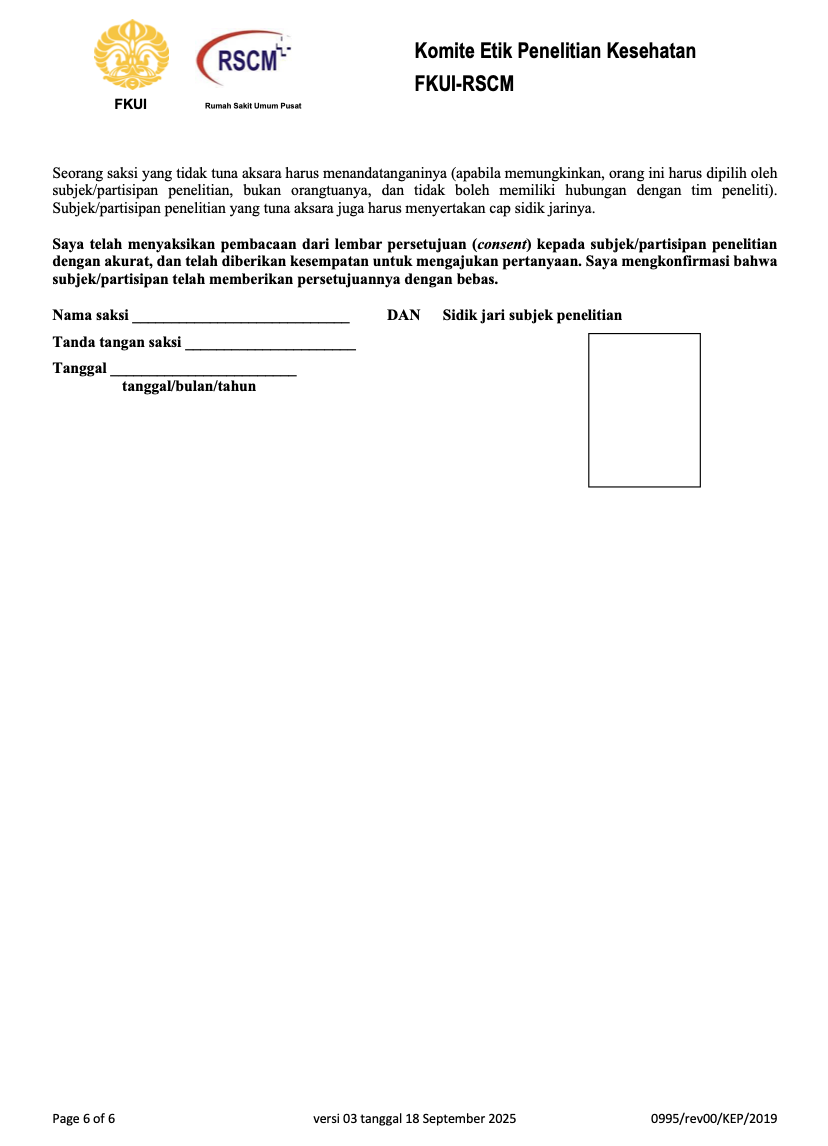 FKUI
RSCM
Rumah Sakit Umum Pusat
Komite Etik Penelitian Kesehatan
FKUI-RSCM
Seorang saksi yang tidak tuna aksara harus menandatanganinya (apabila memungkinkan, orang ini harus dipilih oleh
subjek/partisipan penelitian, bukan orangtuanya, dan tidak boleh memiliki hubungan dengan tim peneliti).
Subjek/partisipan penelitian yang tuna aksara juga harus menyertakan cap sidik jarinya.
Saya telah menyaksikan pembacaan dari lembar persetujuan (consent) kepada subjek/partisipan penelitian
dengan akurat, dan telah diberikan kesempatan untuk mengajukan pertanyaan. Saya mengkonfirmasi bahwa
subjek/partisipan telah memberikan persetujuannya dengan bebas.
Nama saksi ____________________________ DAN Sidik jari subjek penelitian
Tanda tangan saksi ______________________
Tanggal ________________________
tanggal/bulan/tahun
Page 6 of 6 versi 03 tanggal 18 September 2025 0995/rev00/KEP/2019